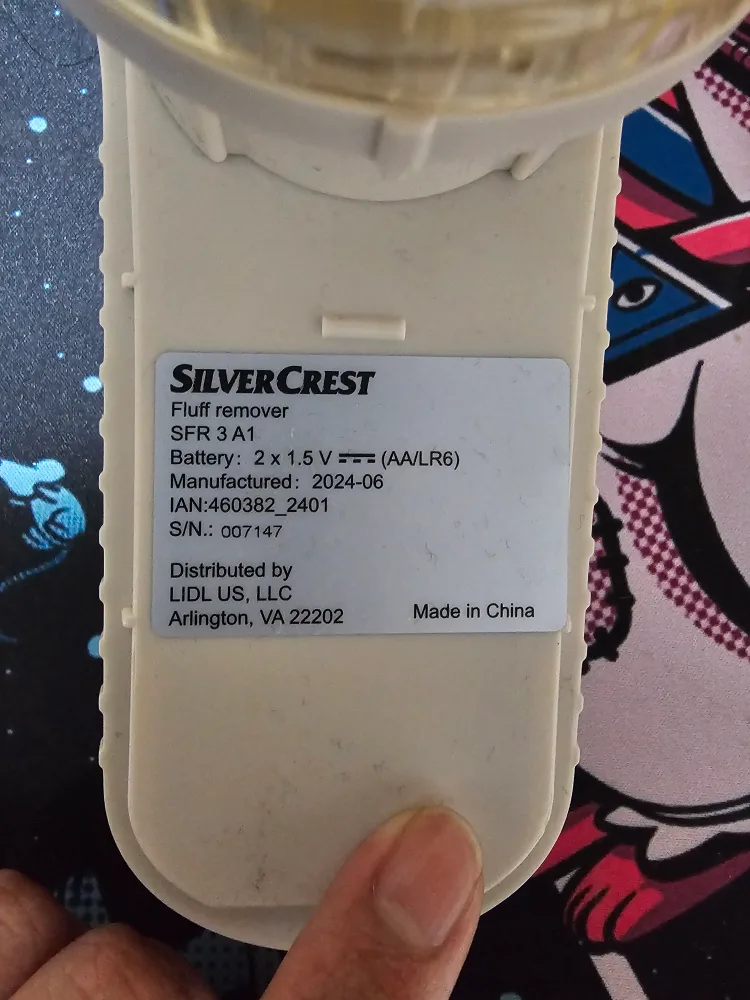 SILVERCREST
Fluff remover
SFR 3 A1
Battery: 2 x 1.5 V ⎓ (AA/LR6)
Manufactured: 2024-06
IAN:460382_2401
S/N.: 007147
Distributed by
LIDL US, LLC
Arlington, VA 22202
Made in China